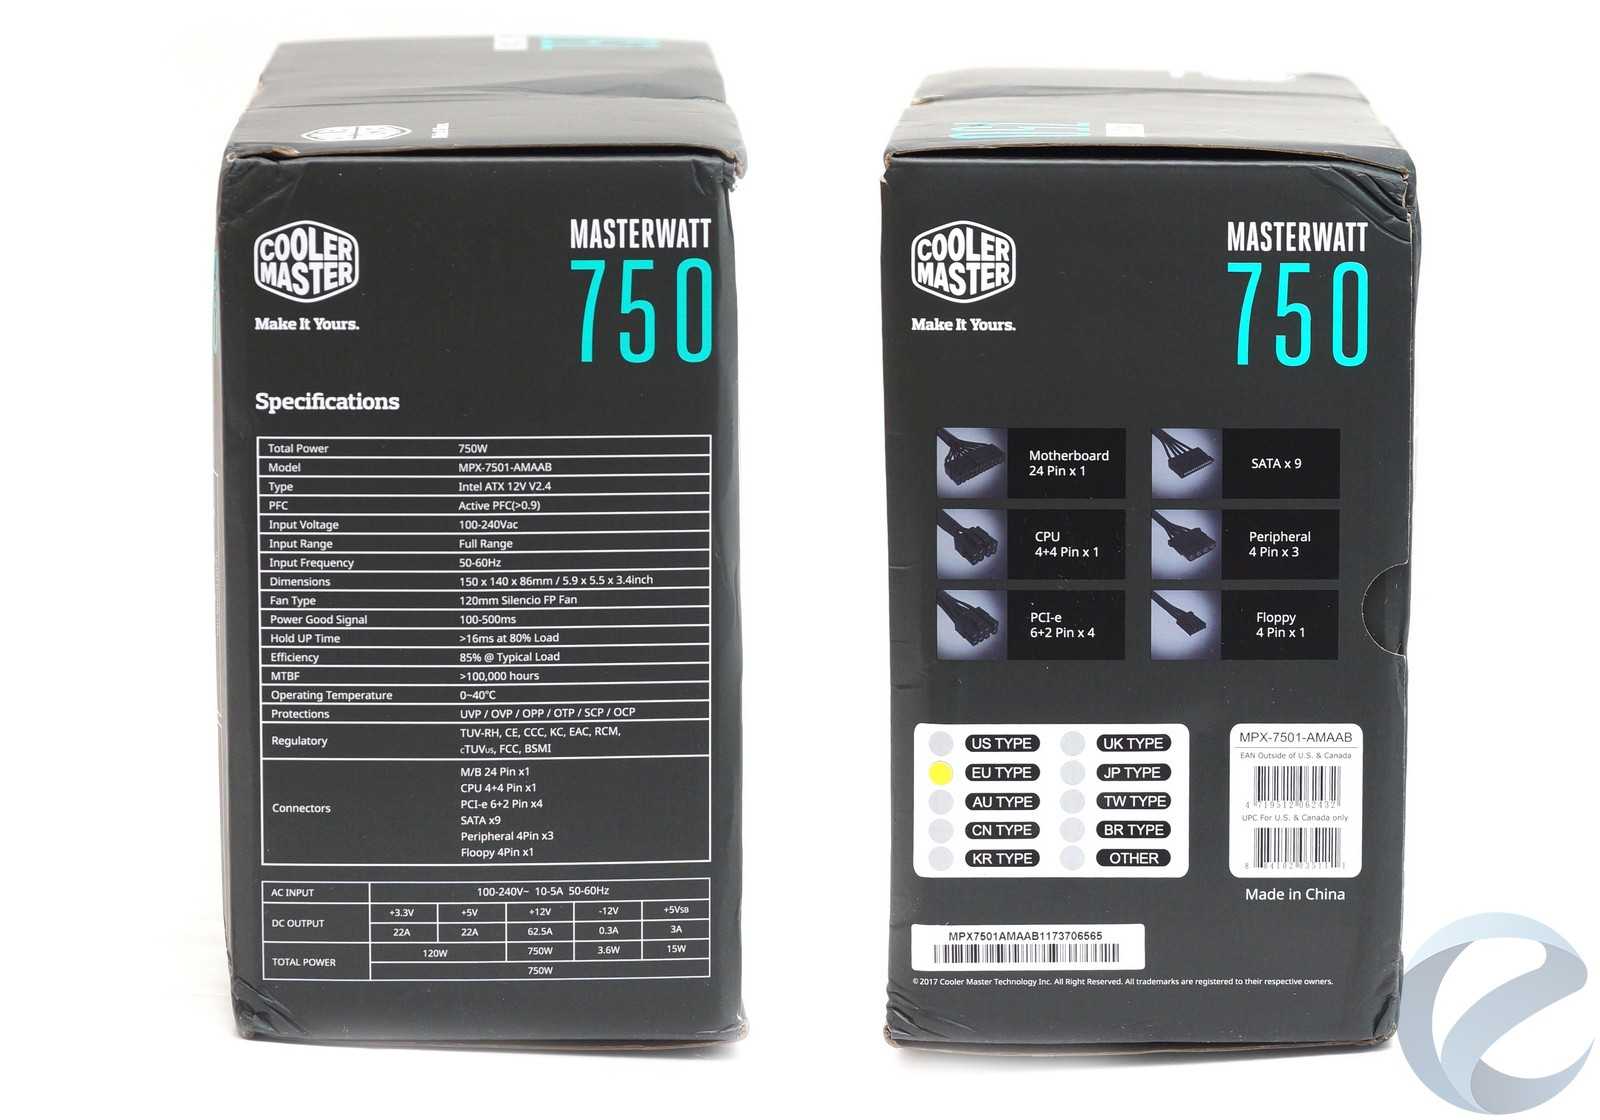 COOLER
MASTER
Make It Yours.
MASTERWATT
750
Specifications
Total Power 750W
Model MPX-7501-AMAAB
Type Intel ATX 12V V2.4
PFC Active PFC(>0.9)
Input Voltage 100-240Vac
Input Range Full Range
Input Frequency 50-60Hz
Dimensions 150 x 140 x 86mm / 5.9 x 5.5 x 3.4inch
Fan Type 120mm Silencio FP Fan
Power Good Signal 100-500ms
Hold UP Time >16ms at 80% Load
Efficiency 85% @ Typical Load
MTBF >100,000 hours
Operating Temperature 0~40°C
Protections UVP / OVP / OPP / OTP / SCP / OCP
Regulatory TUV-RH, CE, CCC, KC, EAC, RCM,
cTUVus, FCC, BSMI
Connectors
M/B 24 Pin x1
CPU 4+4 Pin x1
PCI-e 6+2 Pin x4
SATA x9
Peripheral 4Pin x3
Floopy 4Pin x1
AC INPUT 100-240V~ 10-5A 50-60Hz
DC OUTPUT +3.3V +5V +12V -12V +5VSB
22A 22A 62.5A 0.3A 3A
TOTAL POWER 120W 750W 3.6W 15W
750W
COOLER
MASTER
Make It Yours.
MASTERWATT
750
Motherboard
24 Pin x 1
SATA x 9
CPU
4+4 Pin x 1
Peripheral
4 Pin x 3
PCI-e
6+2 Pin x 4
Floppy
4 Pin x 1
US TYPE UK TYPE
EU TYPE JP TYPE
AU TYPE TW TYPE
CN TYPE BR TYPE
KR TYPE OTHER
MPX-7501-AMAAB
EAN Outside of U.S. & Canada
4 719512 062432
UPC For U.S. & Canada only
Made in China
MPX7501AMAAB1173706565
©2017 Cooler Master Technology Inc. All Right Reserved. All trademarks are registered to their respective owners.